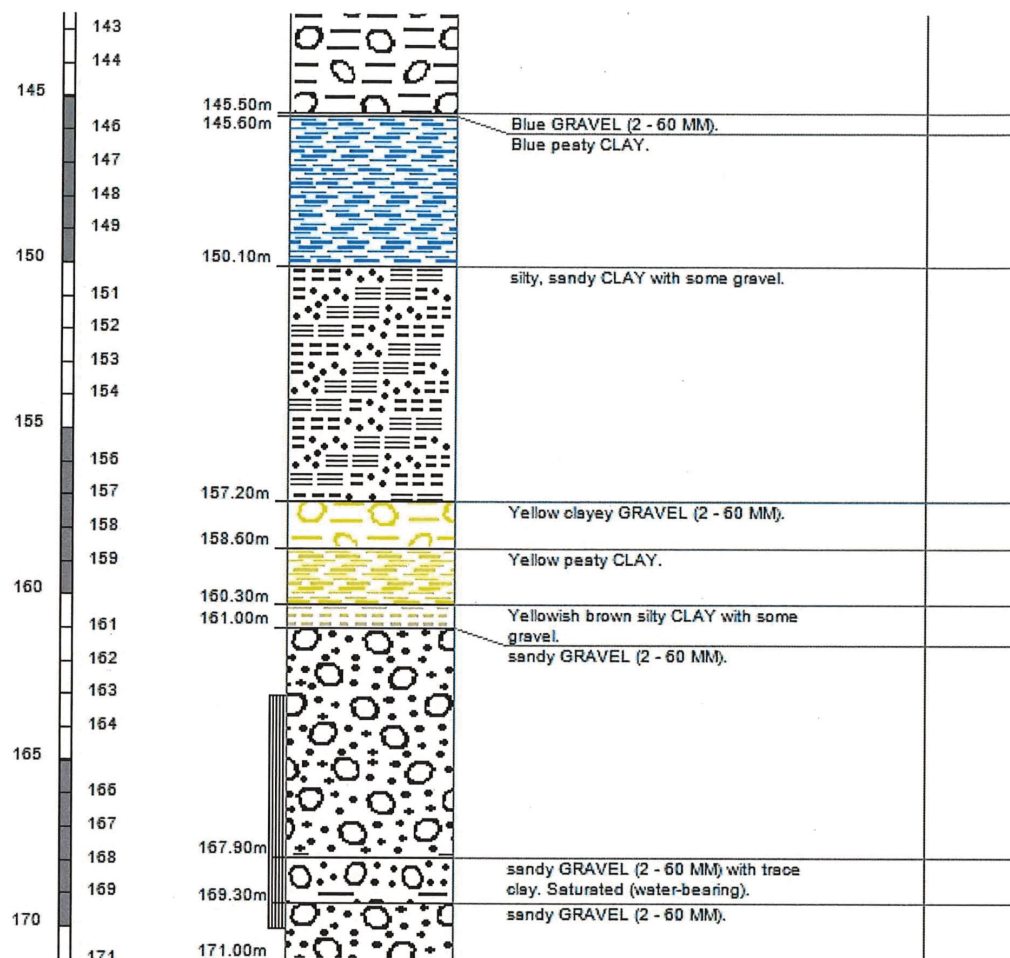 143
144
145
145.50m
145.60m
146
Blue GRAVEL (2 - 60 MM).
Blue peaty CLAY.
147
148
149
150
150.10m
silty, sandy CLAY with some gravel.
151
152
153
154
155
156
157
157.20m
Yellow clayey GRAVEL (2 - 60 MM).
158
158.60m
159
Yellow peaty CLAY.
160
160.30m
161.00m
161
Yellowish brown silty CLAY with some
gravel.
sandy GRAVEL (2 - 60 MM).
162
163
164
165
166
167
167.90m
168
sandy GRAVEL (2 - 60 MM) with trace
clay. Saturated (water-bearing).
169
169.30m
sandy GRAVEL (2 - 60 MM).
170
171.00m
171